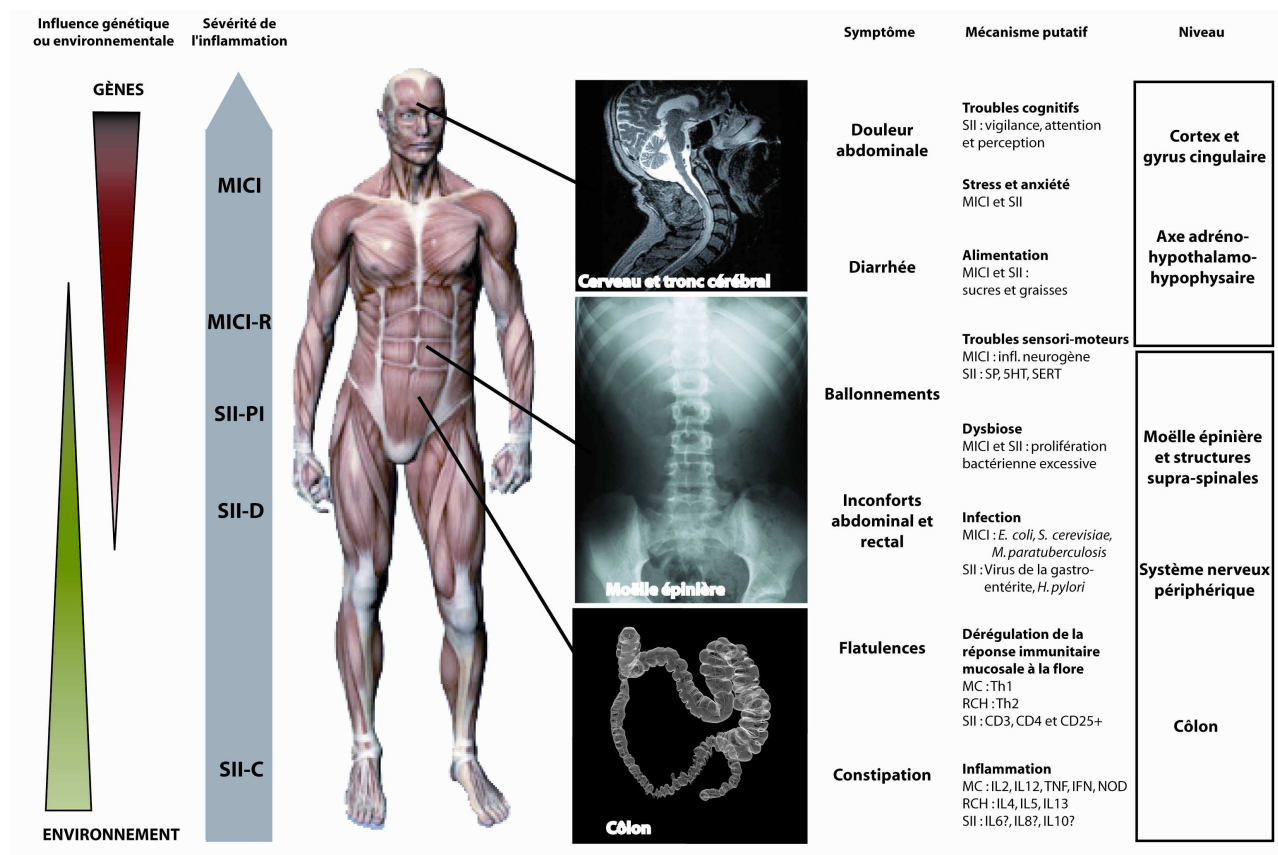 Influence génétique
ou environnementale
Sévérité de
l'inflammation
Symptôme
Mécanisme putatif
Niveau
GÈNES
MICI
MICI-R
SII-PI
SII-D
SII-C
ENVIRONNEMENT
Cerveau et tronc cérébral
Moëlle épinière
Côlon
Douleur
abdominale
Diarrhée
Ballonnements
Inconforts
abdominal et
rectal
Flatulences
Constipation
Troubles cognitifs
SII : vigilance, attention
et perception
Stress et anxiété
MICI et SII
Alimentation
MICI et SII :
sucres et graisses
Troubles sensori-moteurs
MICI : infl. neurogène
SII : SP, 5HT, SERT
Dysbiose
MICI et SII : prolifération
bactérienne excessive
Infection
MICI : E. coli, S. cerevisiae,
M. paratuberculosis
SII : Virus de la gastro-
entérite, H. pylori
Dérégulation de la
réponse immunitaire
mucosale à la flore
MC : Th1
RCH : Th2
SII : CD3, CD4 et CD25+
Inflammation
MC : IL2, IL12, TNF, IFN, NOD
RCH : IL4, IL5, IL13
SII : IL6?, IL8?, IL10?
Cortex et
gyrus cingulaire
Axe adréno-
hypothalamo-
hypophysaire
Moëlle épinière
et structures
supra-spinales
Système nerveux
périphérique
Côlon